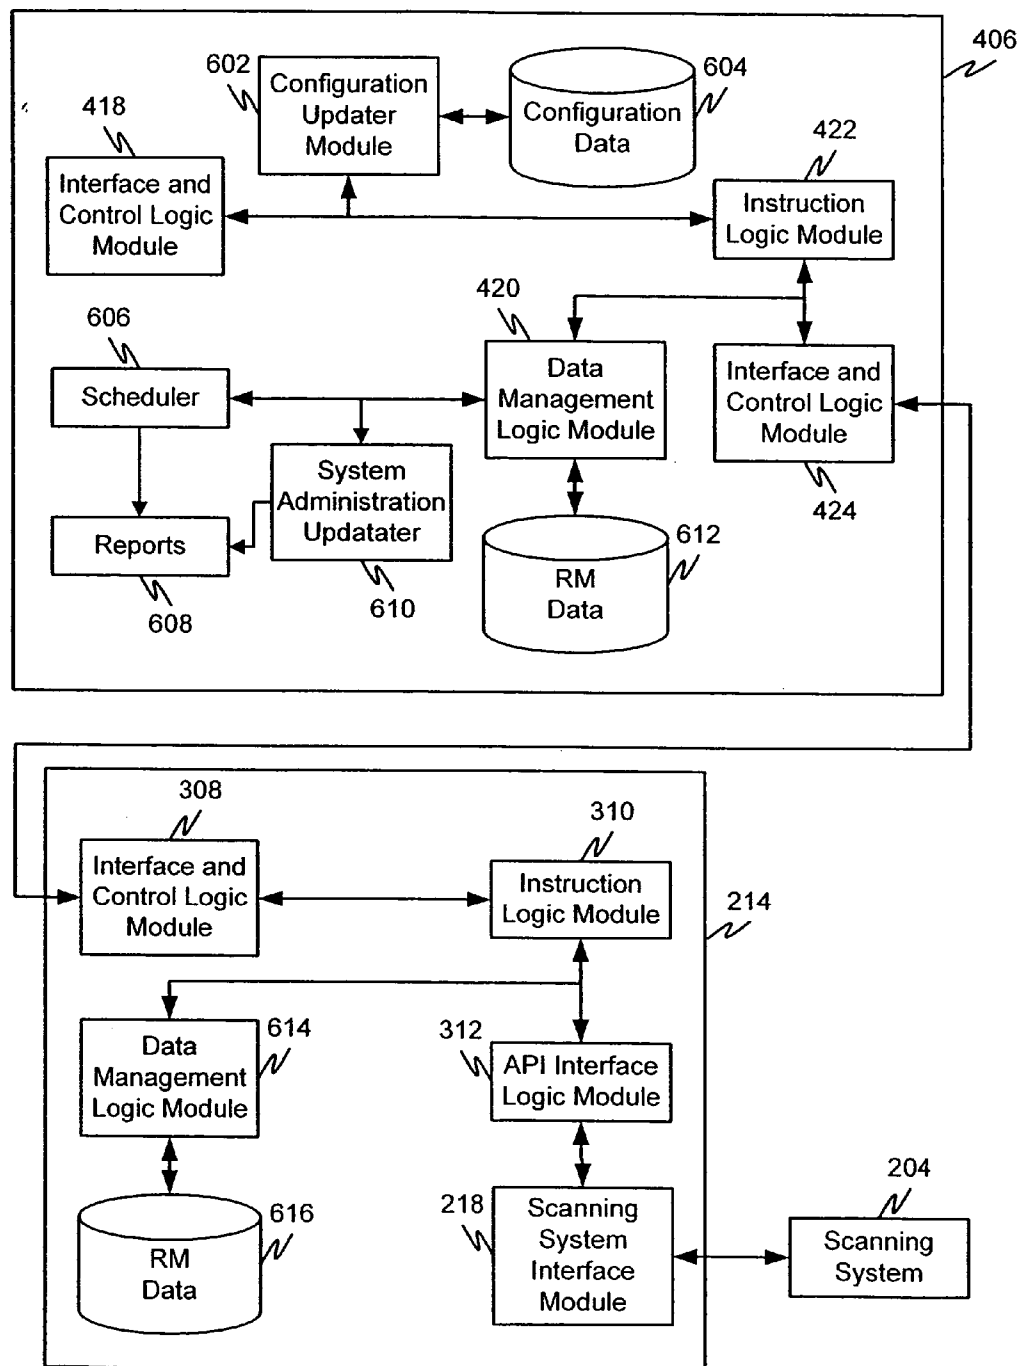 406
602
Configuration
Updater
Module
604
Configuration
Data
418
Interface and
Control Logic
Module
422
Instruction
Logic Module
420
Data
Management
Logic Module
606
Scheduler
Interface and
Control Logic
Module
424
System
Administration
Updatater
610
Reports
608
612
RM
Data
308
Interface and
Control Logic
Module
310
Instruction
Logic Module
214
614
Data
Management
Logic Module
312
API Interface
Logic Module
616
RM
Data
218
Scanning
System
Interface
Module
204
Scanning
System